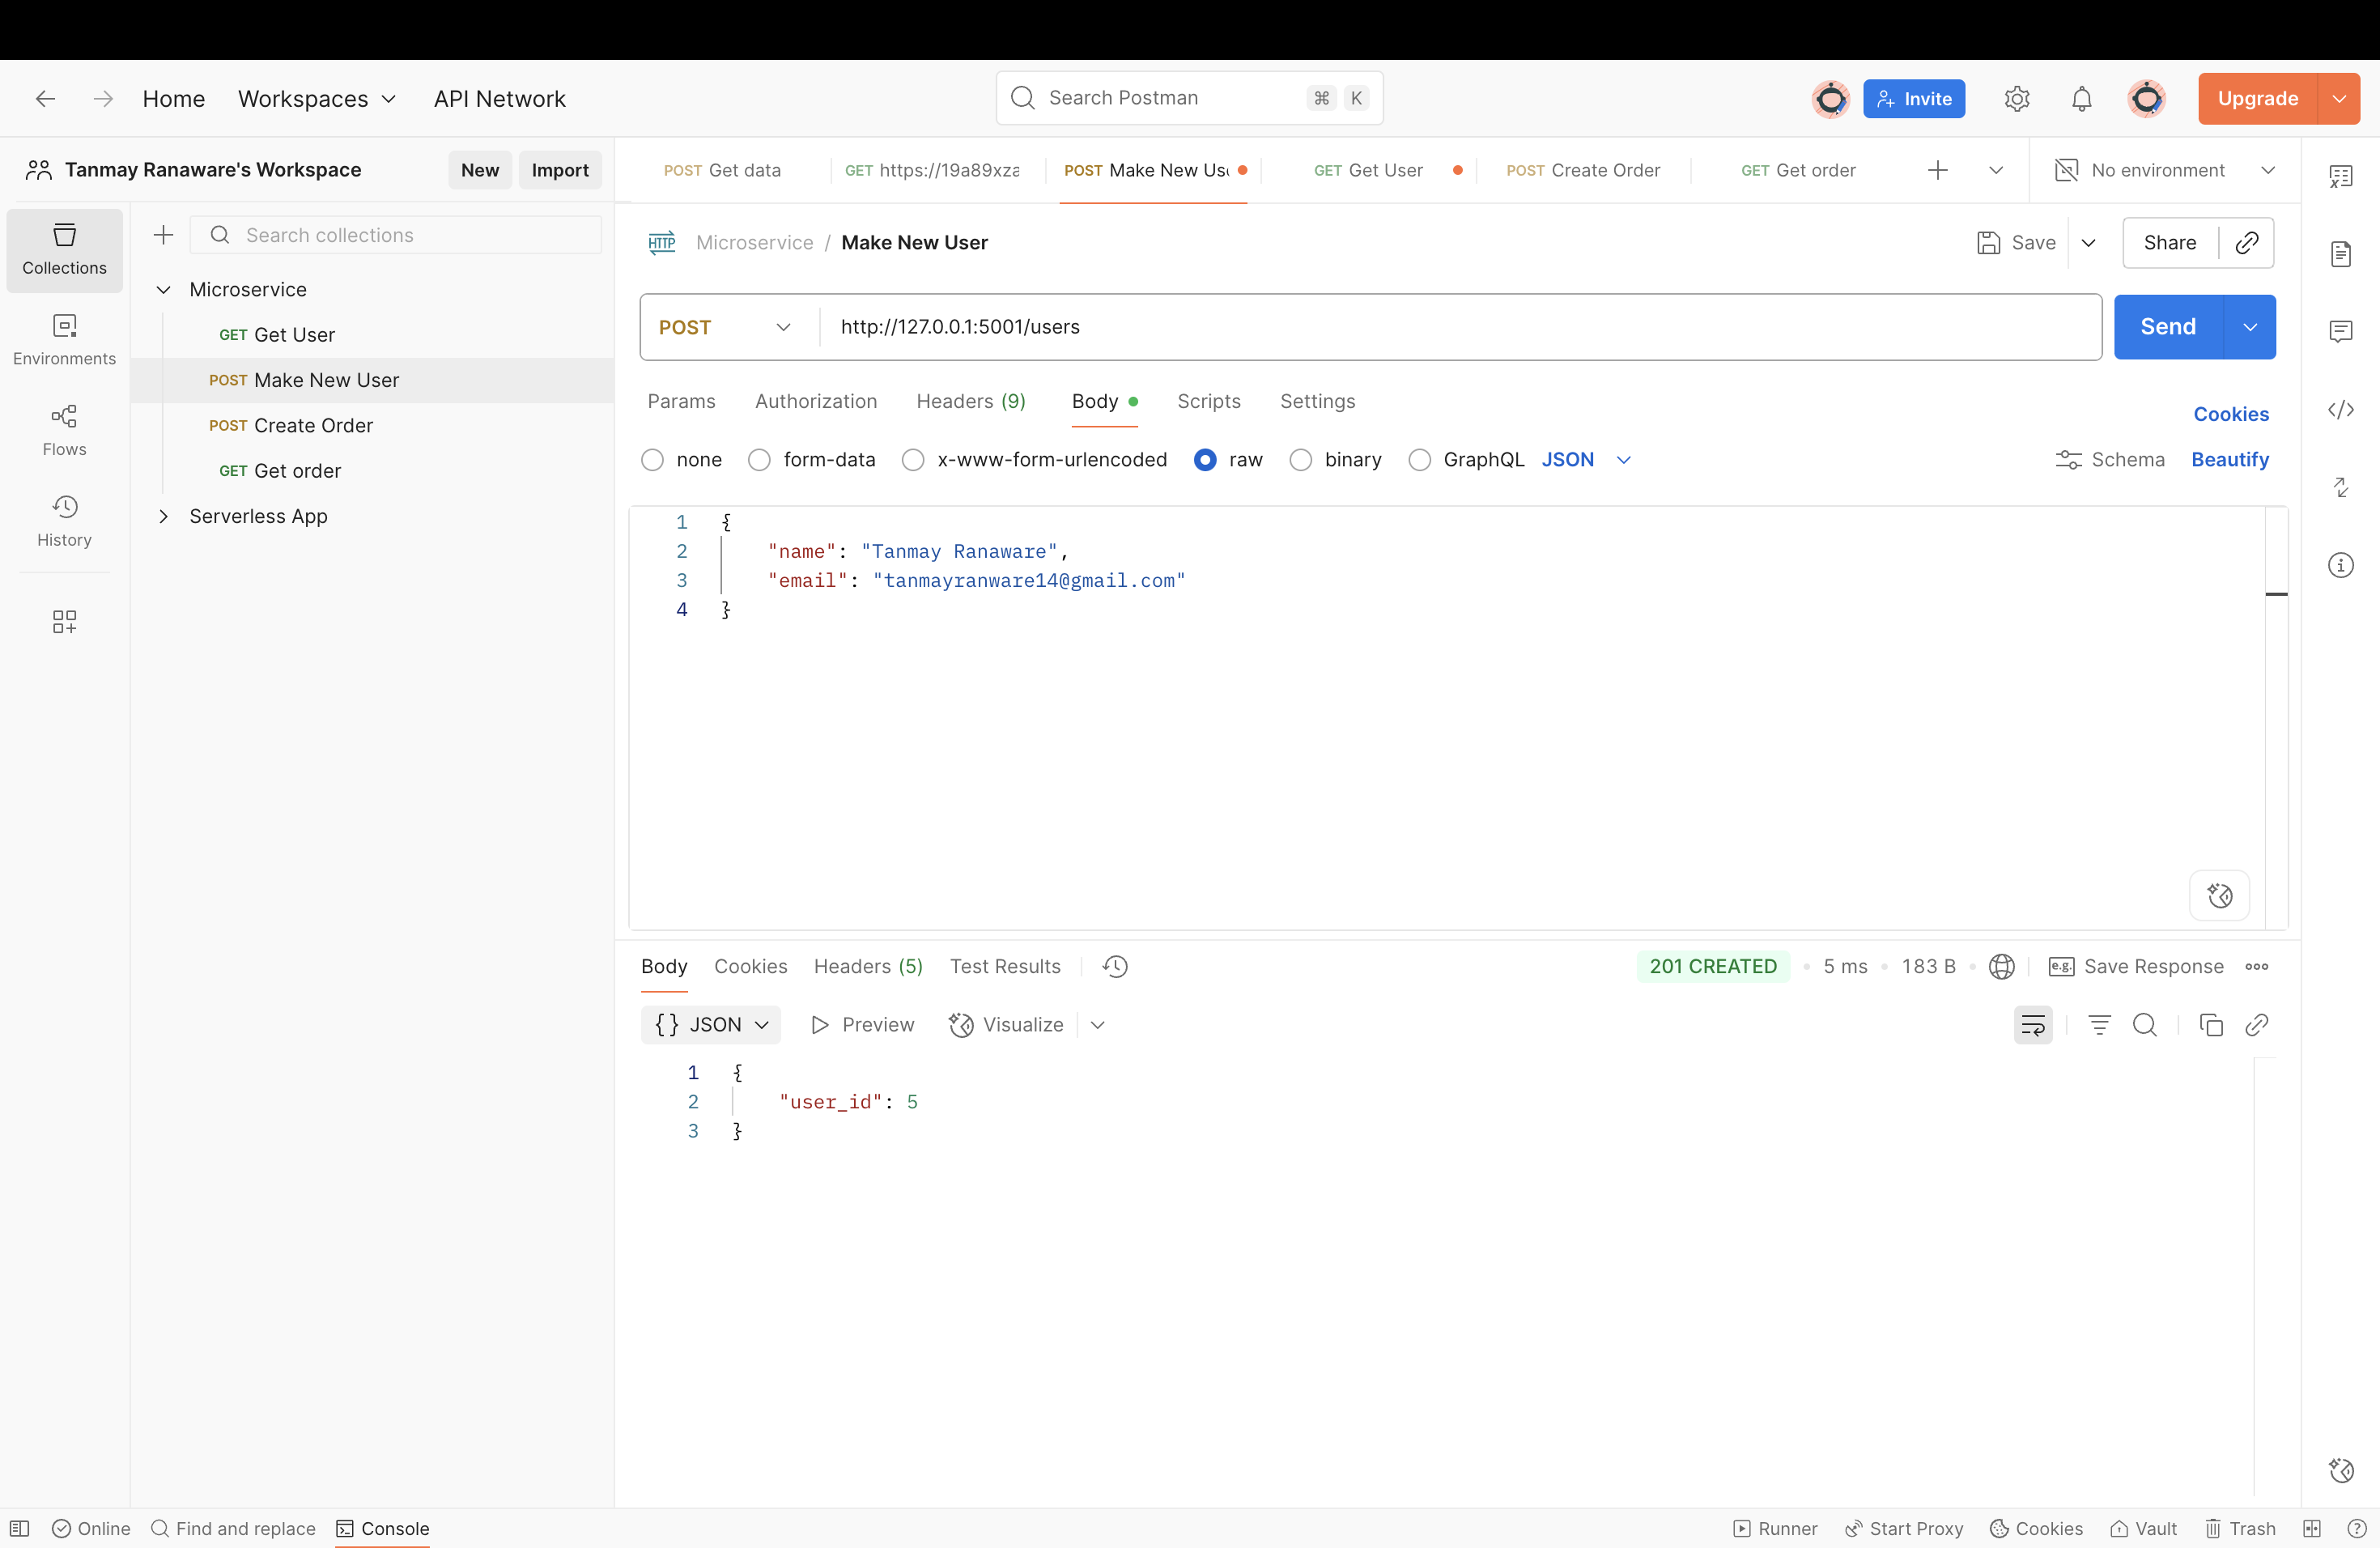 Home Workspaces API Network Search Postman ⌘ K Invite Upgrade
Tanmay Ranaware's Workspace New Import
POST Get data GET https://19a89xza POST Make New Us GET Get User POST Create Order GET Get order No environment
Collections
Environments
Flows
History
Search collections
Microservice
GET Get User
POST Make New User
POST Create Order
GET Get order
Serverless App
HTTP Microservice / Make New User Save Share
POST http://127.0.0.1:5001/users Send
Params Authorization Headers (9) Body Scripts Settings Cookies
none form-data x-www-form-urlencoded raw binary GraphQL JSON Schema Beautify
1 {
2 "name": "Tanmay Ranaware",
3 "email": "tanmayranware14@gmail.com"
4 }
Body Cookies Headers (5) Test Results 201 CREATED 5 ms 183 B e.g. Save Response
{} JSON Preview Visualize
1 {
2 "user_id": 5
3 }
Online Find and replace Console Runner Start Proxy Cookies Vault Trash